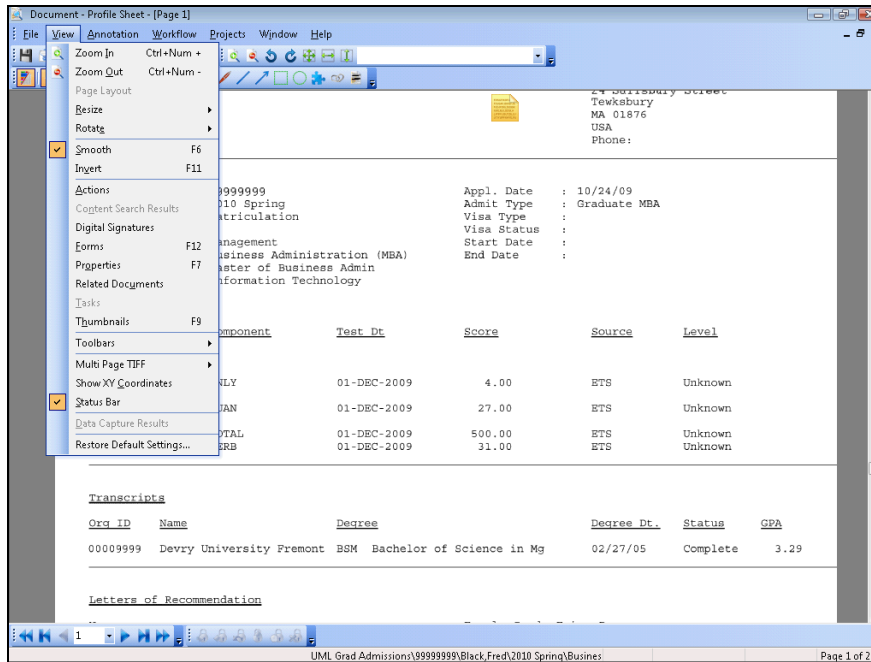 Document - Profile Sheet - [Page 1]
File View Annotation Workflow Projects Window Help
Zoom In Ctrl+Num +
Zoom Out Ctrl+Num -
Page Layout
Resize
Rotate
Smooth F6
Invert F11
Actions
Content Search Results
Digital Signatures
Forms F12
Properties F7
Related Documents
Tasks
Thumbnails F9
Toolbars
Multi Page TIFF
Show XY Coordinates
Status Bar
Data Capture Results
Restore Default Settings...
Tewksbury
MA 01876
USA
Phone:
9999999 Appl. Date : 10/24/09
010 Spring Admit Type : Graduate MBA
atriculation Visa Type :
Visa Status :
anagement Start Date :
usiness Administration (MBA) End Date :
aster of Business Admin
nformation Technology
omponent Test Dt Score Source Level
NLY 01-DEC-2009 4.00 ETS Unknown
UAN 01-DEC-2009 27.00 ETS Unknown
OTAL 01-DEC-2009 500.00 ETS Unknown
ERB 01-DEC-2009 31.00 ETS Unknown
Transcripts
Org ID Name Degree Degree Dt. Status GPA
00009999 Devry University Fremont BSM Bachelor of Science in Mg 02/27/05 Complete 3.29
Letters of Recommendation
1
UML Grad Admissions\99999999\Black,Fred\2010 Spring\Busines Page 1 of 2